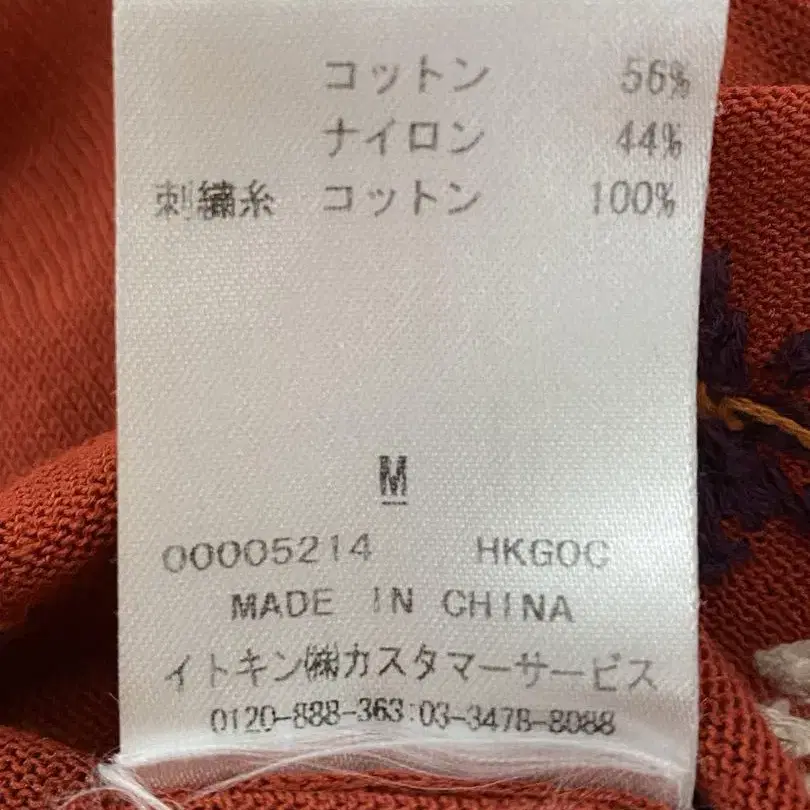 コットン 56%
ナイロン 44%
刺繍糸 コットン 100%
M
00005214 HKGOC
MADE IN CHINA
イトキン㈱カスタマーサービス
0120-888-363:03-3478-8088